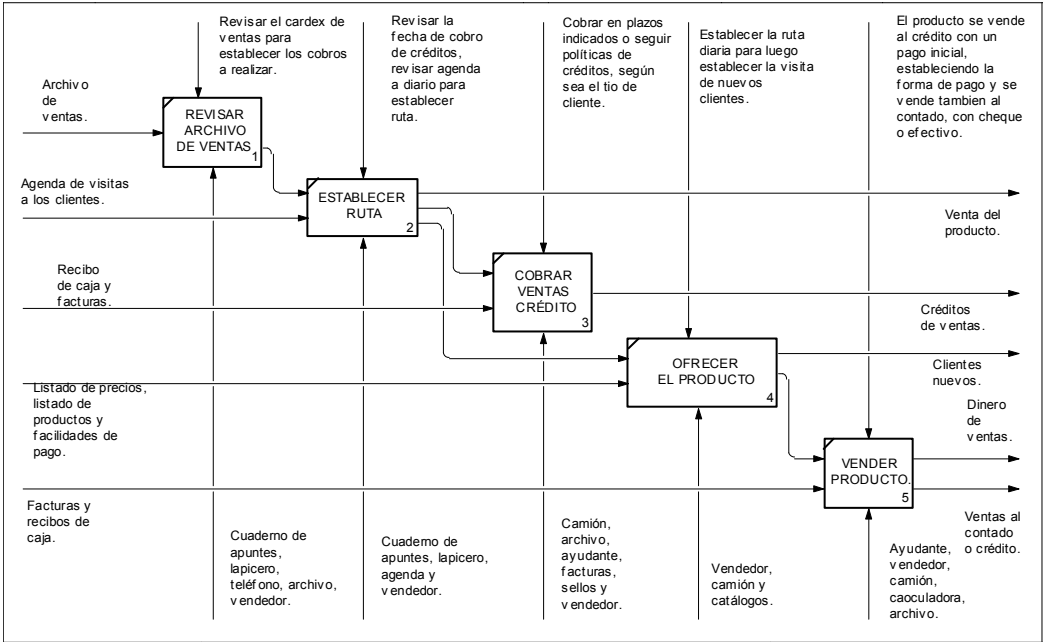 Revisar el cardex de
ventas para
establecer los cobros
a realizar.
Revisar la
fecha de cobro
de créditos,
revisar agenda
a diario para
establecer
ruta.
Cobrar en plazos
indicados o seguir
políticas de
créditos, según
sea el tio de
cliente.
Establecer la ruta
diaria para luego
establecer la visita
de nuevos
clientes.
El producto se vende
al crédito con un
pago inicial,
estableciendo la
forma de pago y se
vende tambien al
contado, con cheque
o efectivo.
Archivo
de
ventas.
REVISAR
ARCHIVO
DE VENTAS
1
Agenda de visitas
a los clientes.
ESTABLECER
RUTA
2
Venta del
producto.
Recibo
de caja y
facturas.
COBRAR
VENTAS
CRÉDITO
3
Créditos
de ventas.
OFRECER
EL PRODUCTO
4
Clientes
nuevos.
Listado de precios,
listado de
productos y
facilidades de
pago.
Dinero
de
ventas.
VENDER
PRODUCTO.
5
Facturas y
recibos de
caja.
Ventas al
contado
o crédito.
Cuaderno de
apuntes,
lapicero,
teléfono, archivo,
vendedor.
Cuaderno de
apuntes, lapicero,
agenda y
vendedor.
Camión,
archivo,
ayudante,
facturas,
sellos y
vendedor.
Vendedor,
camión y
catálogos.
Ayudante,
vendedor,
camión,
caoculadora,
archivo.